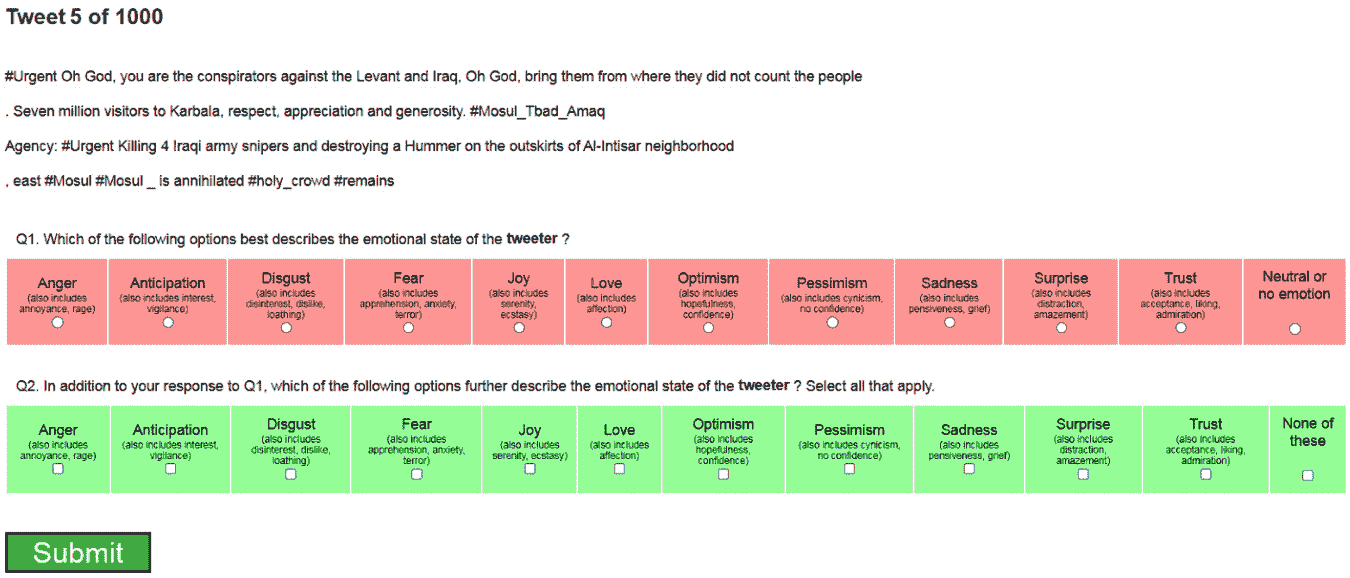 Tweet 5 of 1000
#Urgent Oh God, you are the conspirators against the Levant and Iraq, Oh God, bring them from where they did not count the people
. Seven million visitors to Karbala, respect, appreciation and generosity. #Mosul_Tbad_Amaq
Agency: #Urgent Killing 4 Iraqi army snipers and destroying a Hummer on the outskirts of Al-Intisar neighborhood
, east #Mosul #Mosul _ is annihilated #holy_crowd #remains
Q1. Which of the following options best describes the emotional state of the tweeter ?
Anger
(also includes
annoyance, rage)
Anticipation
(also includes interest,
vigilance)
Disgust
(also includes
disinterest, dislike,
loathing)
Fear
(also includes
apprehension, anxiety,
terror)
Joy
(also includes
serenity,
ecstasy)
Love
(also includes
affection)
Optimism
(also includes
hopefulness,
confidence)
Pessimism
(also includes cynicism,
no confidence)
Sadness
(also includes
pensiveness, grief)
Surprise
(also includes
distraction,
amazement)
Trust
(also includes
acceptance, liking,
admiration)
Neutral or
no emotion
Q2. In addition to your response to Q1, which of the following options further describe the emotional state of the tweeter ? Select all that apply.
Anger
(also includes
annoyance, rage)
Anticipation
(also includes interest,
vigilance)
Disgust
(also includes
disinterest, dislike,
loathing)
Fear
(also includes
apprehension, anxiety,
terror)
Joy
(also includes
serenity, ecstasy)
Love
(also includes
affection)
Optimism
(also includes
hopefulness,
confidence)
Pessimism
(also includes cynicism,
no confidence)
Sadness
(also includes
pensiveness, grief)
Surprise
(also includes
distraction,
amazement)
Trust
(also includes
acceptance, liking,
admiration)
None of
these
Submit